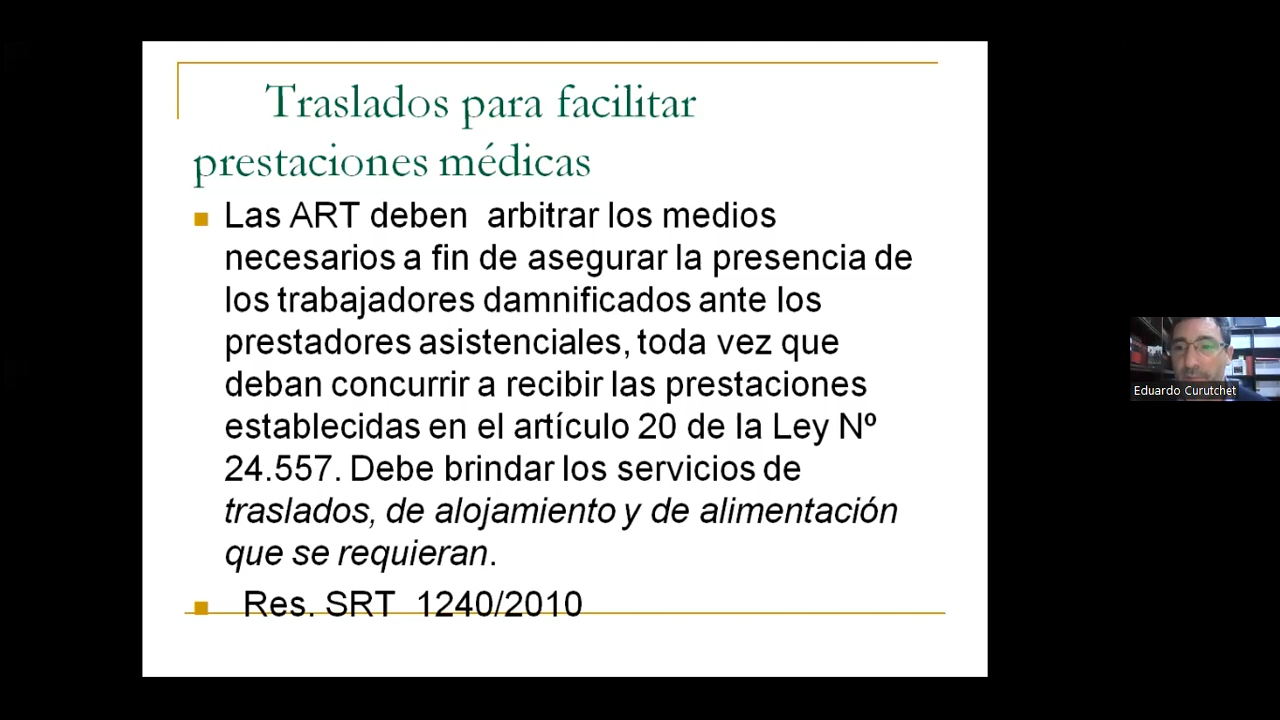 Traslados para facilitar
prestaciones médicas
Las ART deben arbitrar los medios
necesarios a fin de asegurar la presencia de
los trabajadores damnificados ante los
prestadores asistenciales, toda vez que
deban concurrir a recibir las prestaciones
establecidas en el artículo 20 de la Ley Nº
24.557. Debe brindar los servicios de
traslados, de alojamiento y de alimentación
que se requieran.
Res. SRT 1240/2010
Eduardo Curutchet